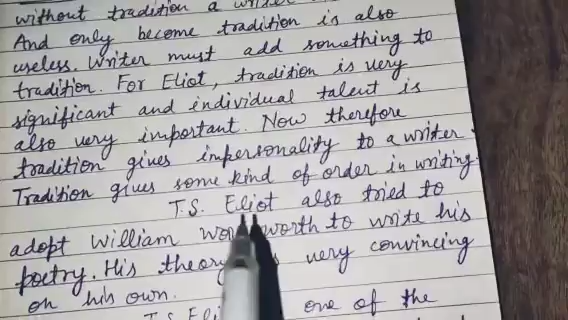 without tradition a
And only become tradition is also
useless. Writer must add something to
tradition. For Eliot, tradition is very
significant and individual talent is
also very important. Now therefore
tradition gives impersonality to a writer.
Tradition gives some kind of order in writing.
T.S. Eliot also tried to
adopt William to write his
poetry. His theory very convincing
on his own.
T.S. one of the